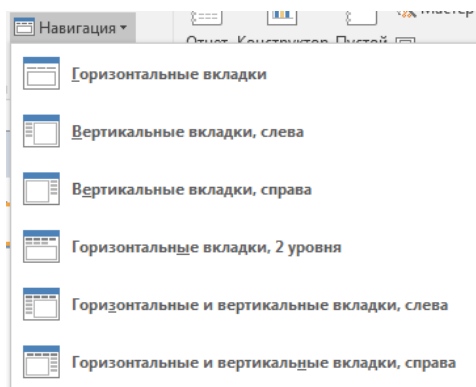 Навигация
Мастер
Отчет Конструктор Пустой
Горизонтальные вкладки
Вертикальные вкладки, слева
Вертикальные вкладки, справа
Горизонтальные вкладки, 2 уровня
Горизонтальные и вертикальные вкладки, слева
Горизонтальные и вертикальные вкладки, справа